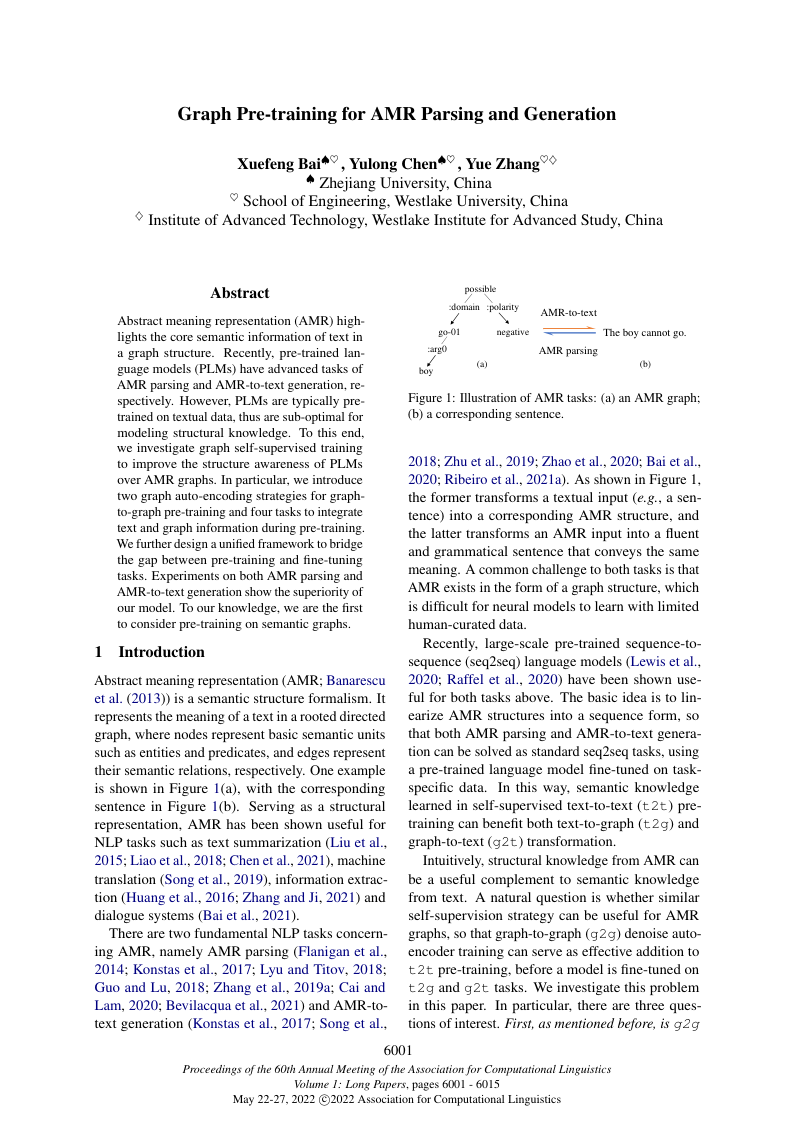 Graph Pre-training for AMR Parsing and Generation
Xuefeng Bai♠♡, Yulong Chen♠♡, Yue Zhang♡♢
♠ Zhejiang University, China
♡ School of Engineering, Westlake University, China
♢ Institute of Advanced Technology, Westlake Institute for Advanced Study, China
Abstract
Abstract meaning representation (AMR) high-
lights the core semantic information of text in
a graph structure. Recently, pre-trained lan-
guage models (PLMs) have advanced tasks of
AMR parsing and AMR-to-text generation, re-
spectively. However, PLMs are typically pre-
trained on textual data, thus are sub-optimal for
modeling structural knowledge. To this end,
we investigate graph self-supervised training
to improve the structure awareness of PLMs
over AMR graphs. In particular, we introduce
two graph auto-encoding strategies for graph-
to-graph pre-training and four tasks to integrate
text and graph information during pre-training.
We further design a unified framework to bridge
the gap between pre-training and fine-tuning
tasks. Experiments on both AMR parsing and
AMR-to-text generation show the superiority of
our model. To our knowledge, we are the first
to consider pre-training on semantic graphs.
1 Introduction
Abstract meaning representation (AMR; Banarescu
et al. (2013)) is a semantic structure formalism. It
represents the meaning of a text in a rooted directed
graph, where nodes represent basic semantic units
such as entities and predicates, and edges represent
their semantic relations, respectively. One example
is shown in Figure 1(a), with the corresponding
sentence in Figure 1(b). Serving as a structural
representation, AMR has been shown useful for
NLP tasks such as text summarization (Liu et al.,
2015; Liao et al., 2018; Chen et al., 2021), machine
translation (Song et al., 2019), information extrac-
tion (Huang et al., 2016; Zhang and Ji, 2021) and
dialogue systems (Bai et al., 2021).
There are two fundamental NLP tasks concern-
ing AMR, namely AMR parsing (Flanigan et al.,
2014; Konstas et al., 2017; Lyu and Titov, 2018;
Guo and Lu, 2018; Zhang et al., 2019a; Cai and
Lam, 2020; Bevilacqua et al., 2021) and AMR-to-
text generation (Konstas et al., 2017; Song et al.,
possible
:domain :polarity
go-01 negative
:arg0
boy
(a)
AMR-to-text
AMR parsing
The boy cannot go.
(b)
Figure 1: Illustration of AMR tasks: (a) an AMR graph;
(b) a corresponding sentence.
2018; Zhu et al., 2019; Zhao et al., 2020; Bai et al.,
2020; Ribeiro et al., 2021a). As shown in Figure 1,
the former transforms a textual input (e.g., a sen-
tence) into a corresponding AMR structure, and
the latter transforms an AMR input into a fluent
and grammatical sentence that conveys the same
meaning. A common challenge to both tasks is that
AMR exists in the form of a graph structure, which
is difficult for neural models to learn with limited
human-curated data.
Recently, large-scale pre-trained sequence-to-
sequence (seq2seq) language models (Lewis et al.,
2020; Raffel et al., 2020) have been shown use-
ful for both tasks above. The basic idea is to lin-
earize AMR structures into a sequence form, so
that both AMR parsing and AMR-to-text genera-
tion can be solved as standard seq2seq tasks, using
a pre-trained language model fine-tuned on task-
specific data. In this way, semantic knowledge
learned in self-supervised text-to-text (t2t) pre-
training can benefit both text-to-graph (t2g) and
graph-to-text (g2t) transformation.
Intuitively, structural knowledge from AMR can
be a useful complement to semantic knowledge
from text. A natural question is whether similar
self-supervision strategy can be useful for AMR
graphs, so that graph-to-graph (g2g) denoise auto-
encoder training can serve as effective addition to
t2t pre-training, before a model is fine-tuned on
t2g and g2t tasks. We investigate this problem
in this paper. In particular, there are three ques-
tions of interest. First, as mentioned before, is g2g
6001
Proceedings of the 60th Annual Meeting of the Association for Computational Linguistics
Volume 1: Long Papers, pages 6001 - 6015
May 22-27, 2022 ©2022 Association for Computational Linguistics